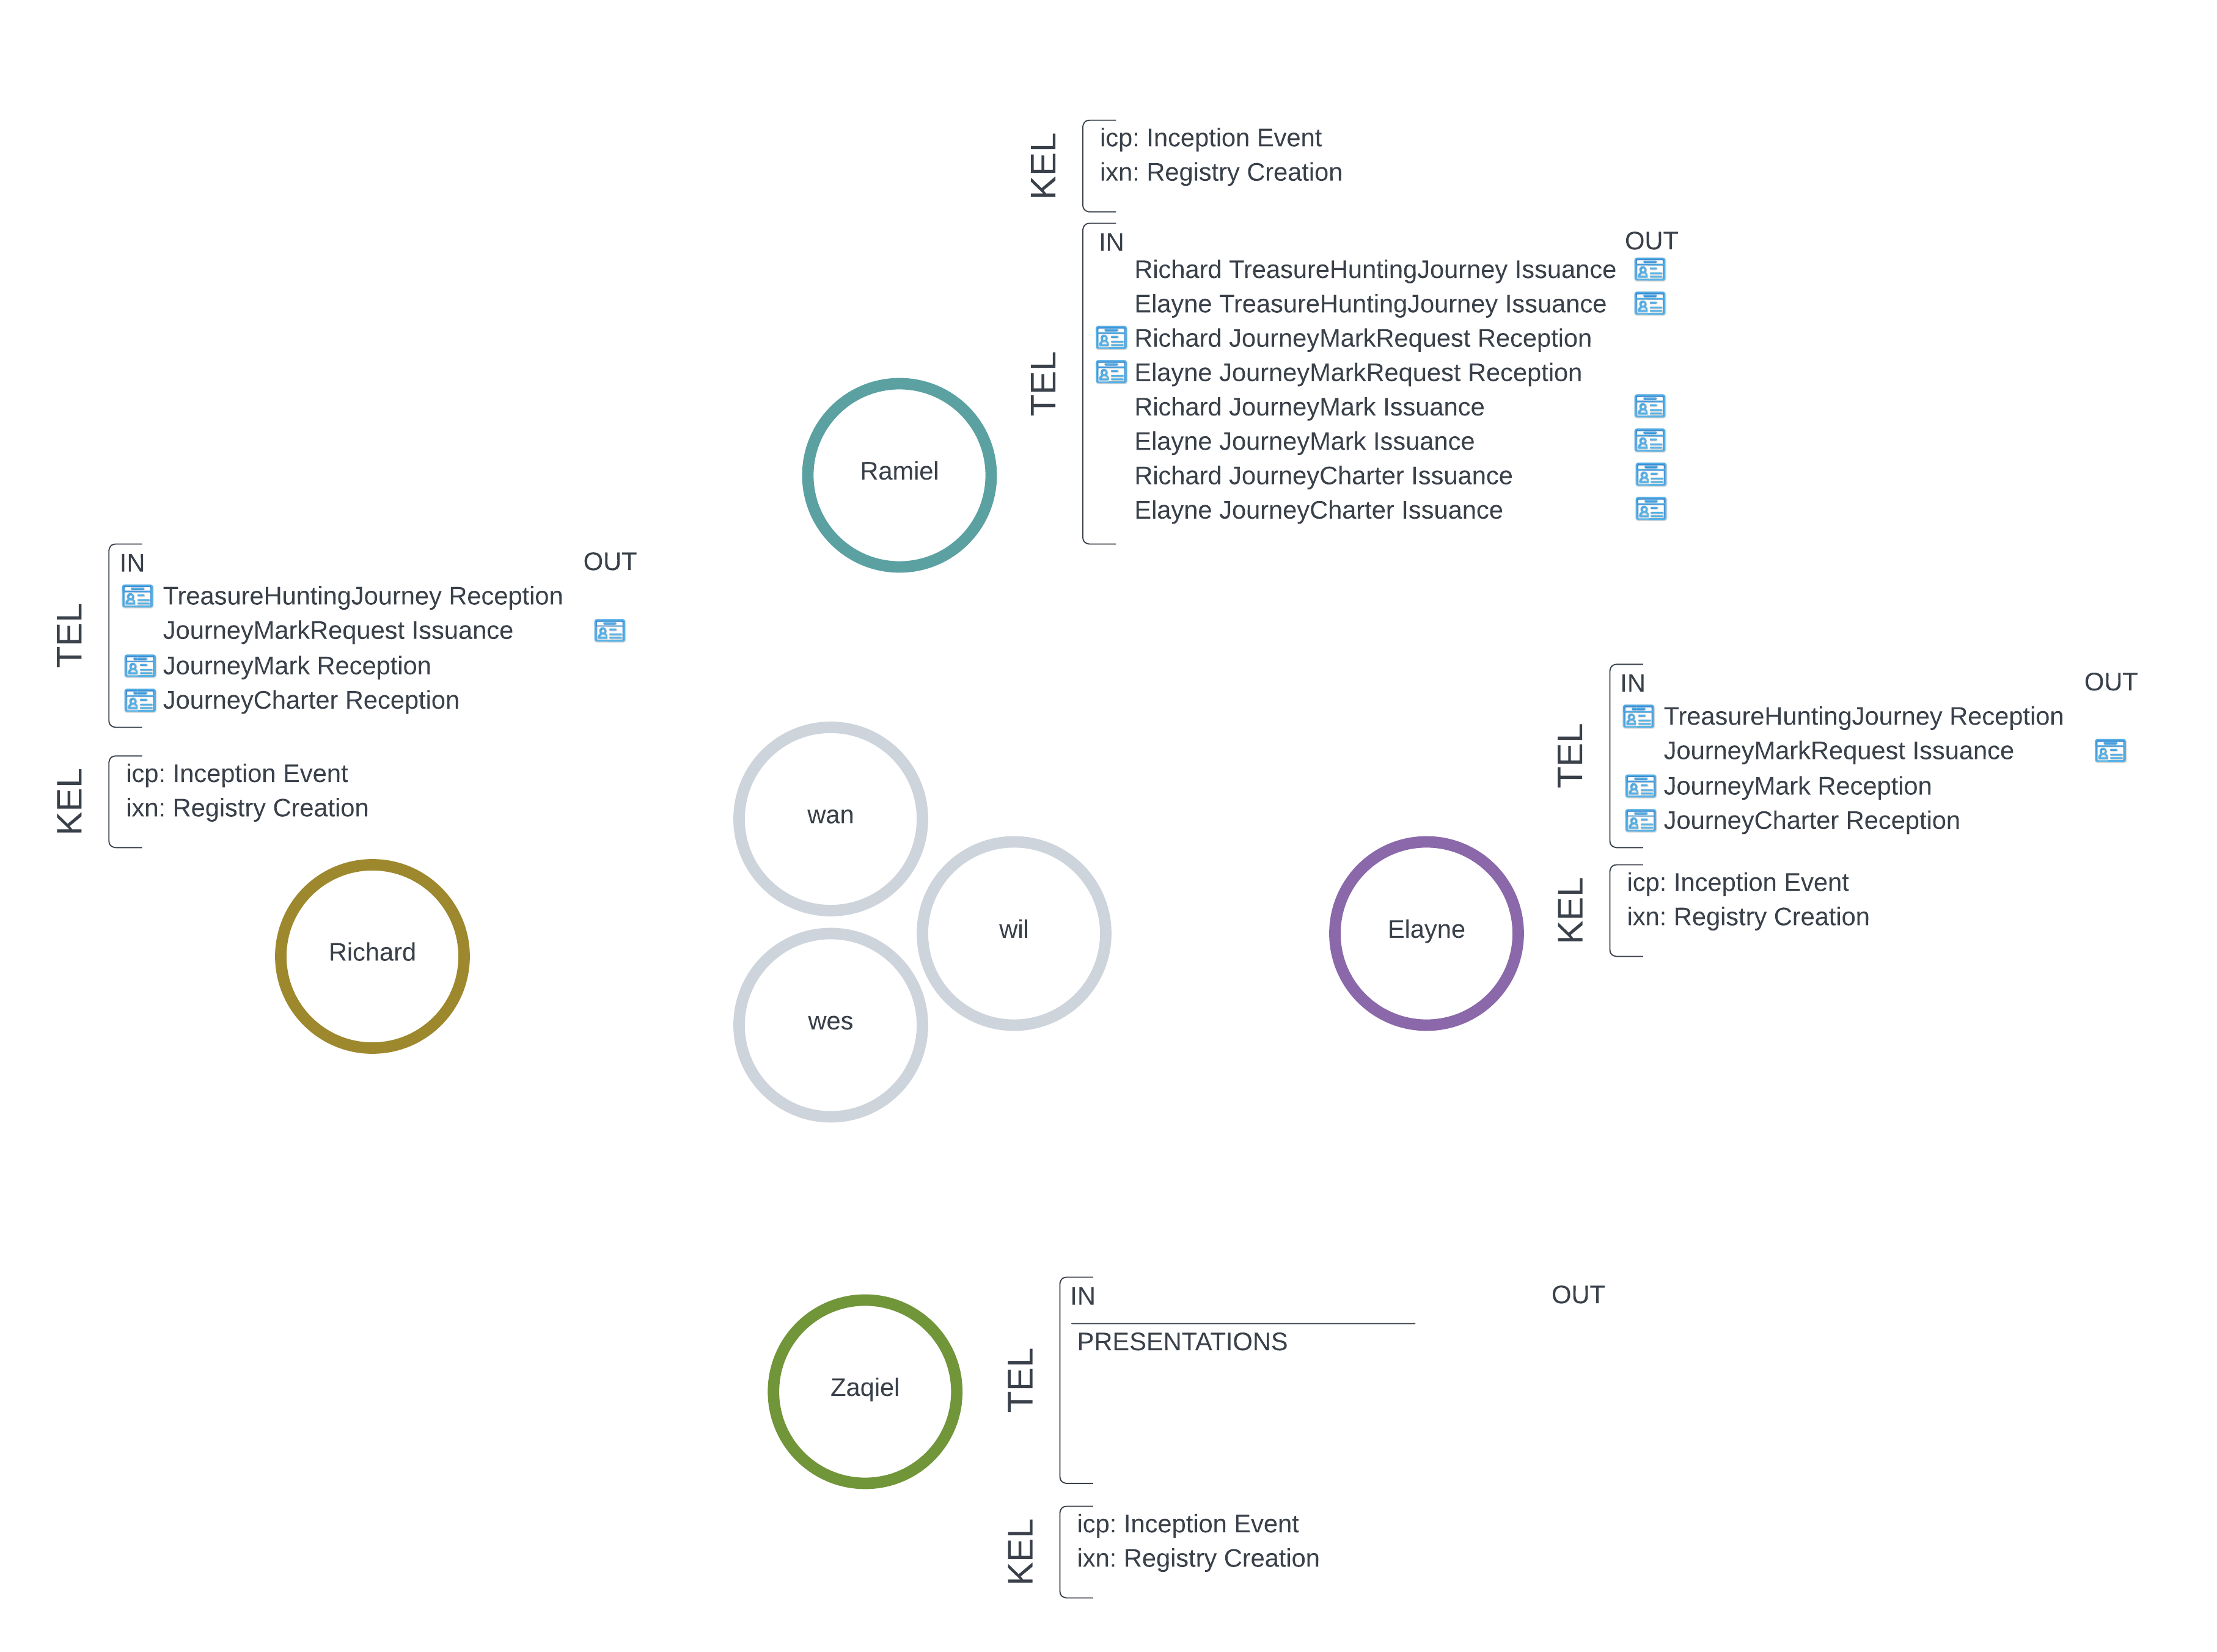 KEL
icp: Inception Event
ixn: Registry Creation
TEL
IN OUT
Richard TreasureHuntingJourney Issuance
Elayne TreasureHuntingJourney Issuance
Richard JourneyMarkRequest Reception
Elayne JourneyMarkRequest Reception
Richard JourneyMark Issuance
Elayne JourneyMark Issuance
Richard JourneyCharter Issuance
Elayne JourneyCharter Issuance
Ramiel
TEL
IN OUT
TreasureHuntingJourney Reception
JourneyMarkRequest Issuance
JourneyMark Reception
JourneyCharter Reception
KEL
icp: Inception Event
ixn: Registry Creation
Richard
wan
wil
wes
TEL
IN OUT
TreasureHuntingJourney Reception
JourneyMarkRequest Issuance
JourneyMark Reception
JourneyCharter Reception
KEL
icp: Inception Event
ixn: Registry Creation
Elayne
Zaqiel
TEL
IN OUT
PRESENTATIONS
KEL
icp: Inception Event
ixn: Registry Creation